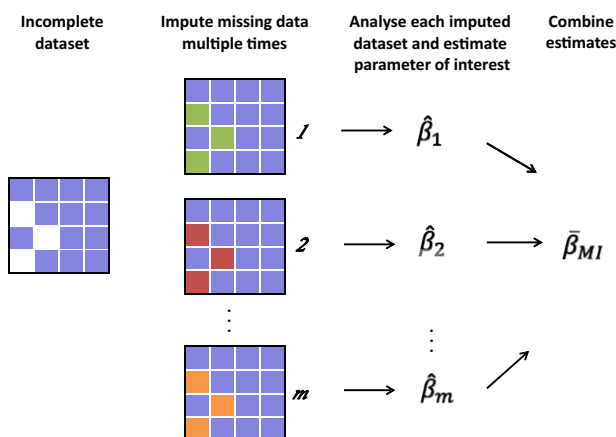 Incomplete
dataset
Impute missing data
multiple times
Analyse each imputed
dataset and estimate
parameter of interest
Combine
estimates
1
β̂₁
2
β̂₂
β̄_MI
⋮
⋮
m
β̂ₘ